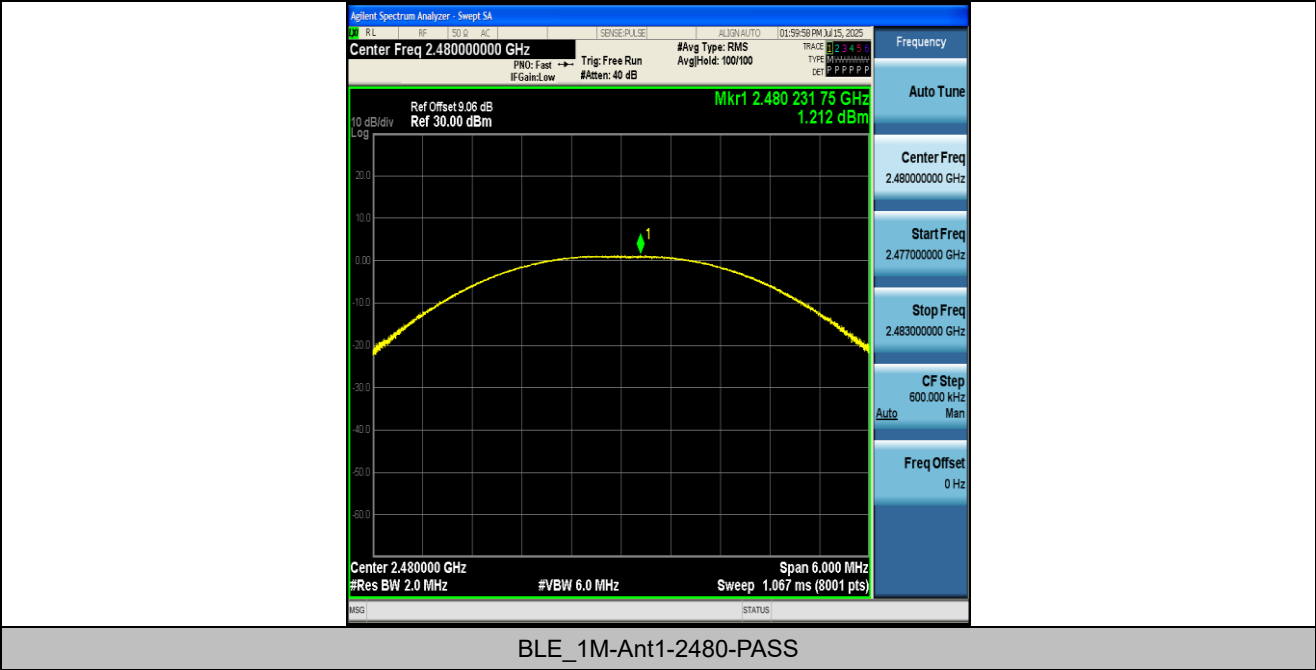 Agilent Spectrum Analyzer - Swept SA
RL RF 50 Ω AC SENSE:PULSE ALIGN AUTO 01:59:58 PM Jul 15, 2025
Center Freq 2.480000000 GHz
PNO: Fast
IFGain:Low
Trig: Free Run
#Atten: 40 dB
#Avg Type: RMS
Avg|Hold: 100/100
TRACE 1 2 3 4 5 6
TYPE M
DET P P P P P P
Mkr1 2.480 231 75 GHz
1.212 dBm
Ref Offset 9.06 dB
Ref 30.00 dBm
10 dB/div
Log
20.0
10.0
0.00
-10.0
-20.0
-30.0
-40.0
-50.0
-60.0
1
Center 2.480000 GHz Span 6.000 MHz
#Res BW 2.0 MHz #VBW 6.0 MHz Sweep 1.067 ms (8001 pts)
MSG STATUS
Frequency
Auto Tune
Center Freq
2.480000000 GHz
Start Freq
2.477000000 GHz
Stop Freq
2.483000000 GHz
CF Step
600.000 kHz
Auto Man
Freq Offset
0 Hz
BLE_1M-Ant1-2480-PASS